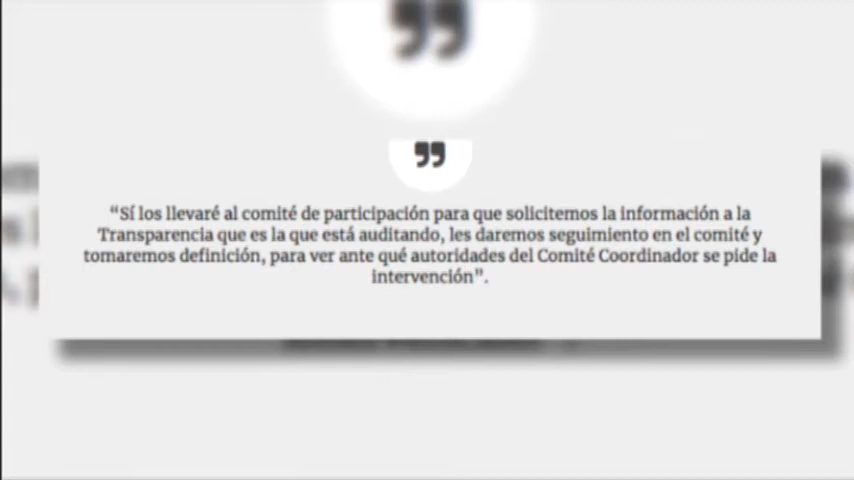 “Sí los llevaré al comité de participación para que solicitemos la información a la
Transparencia que es la que está auditando, les daremos seguimiento en el comité y
tomaremos definición, para ver ante qué autoridades del Comité Coordinador se pide la
intervención".